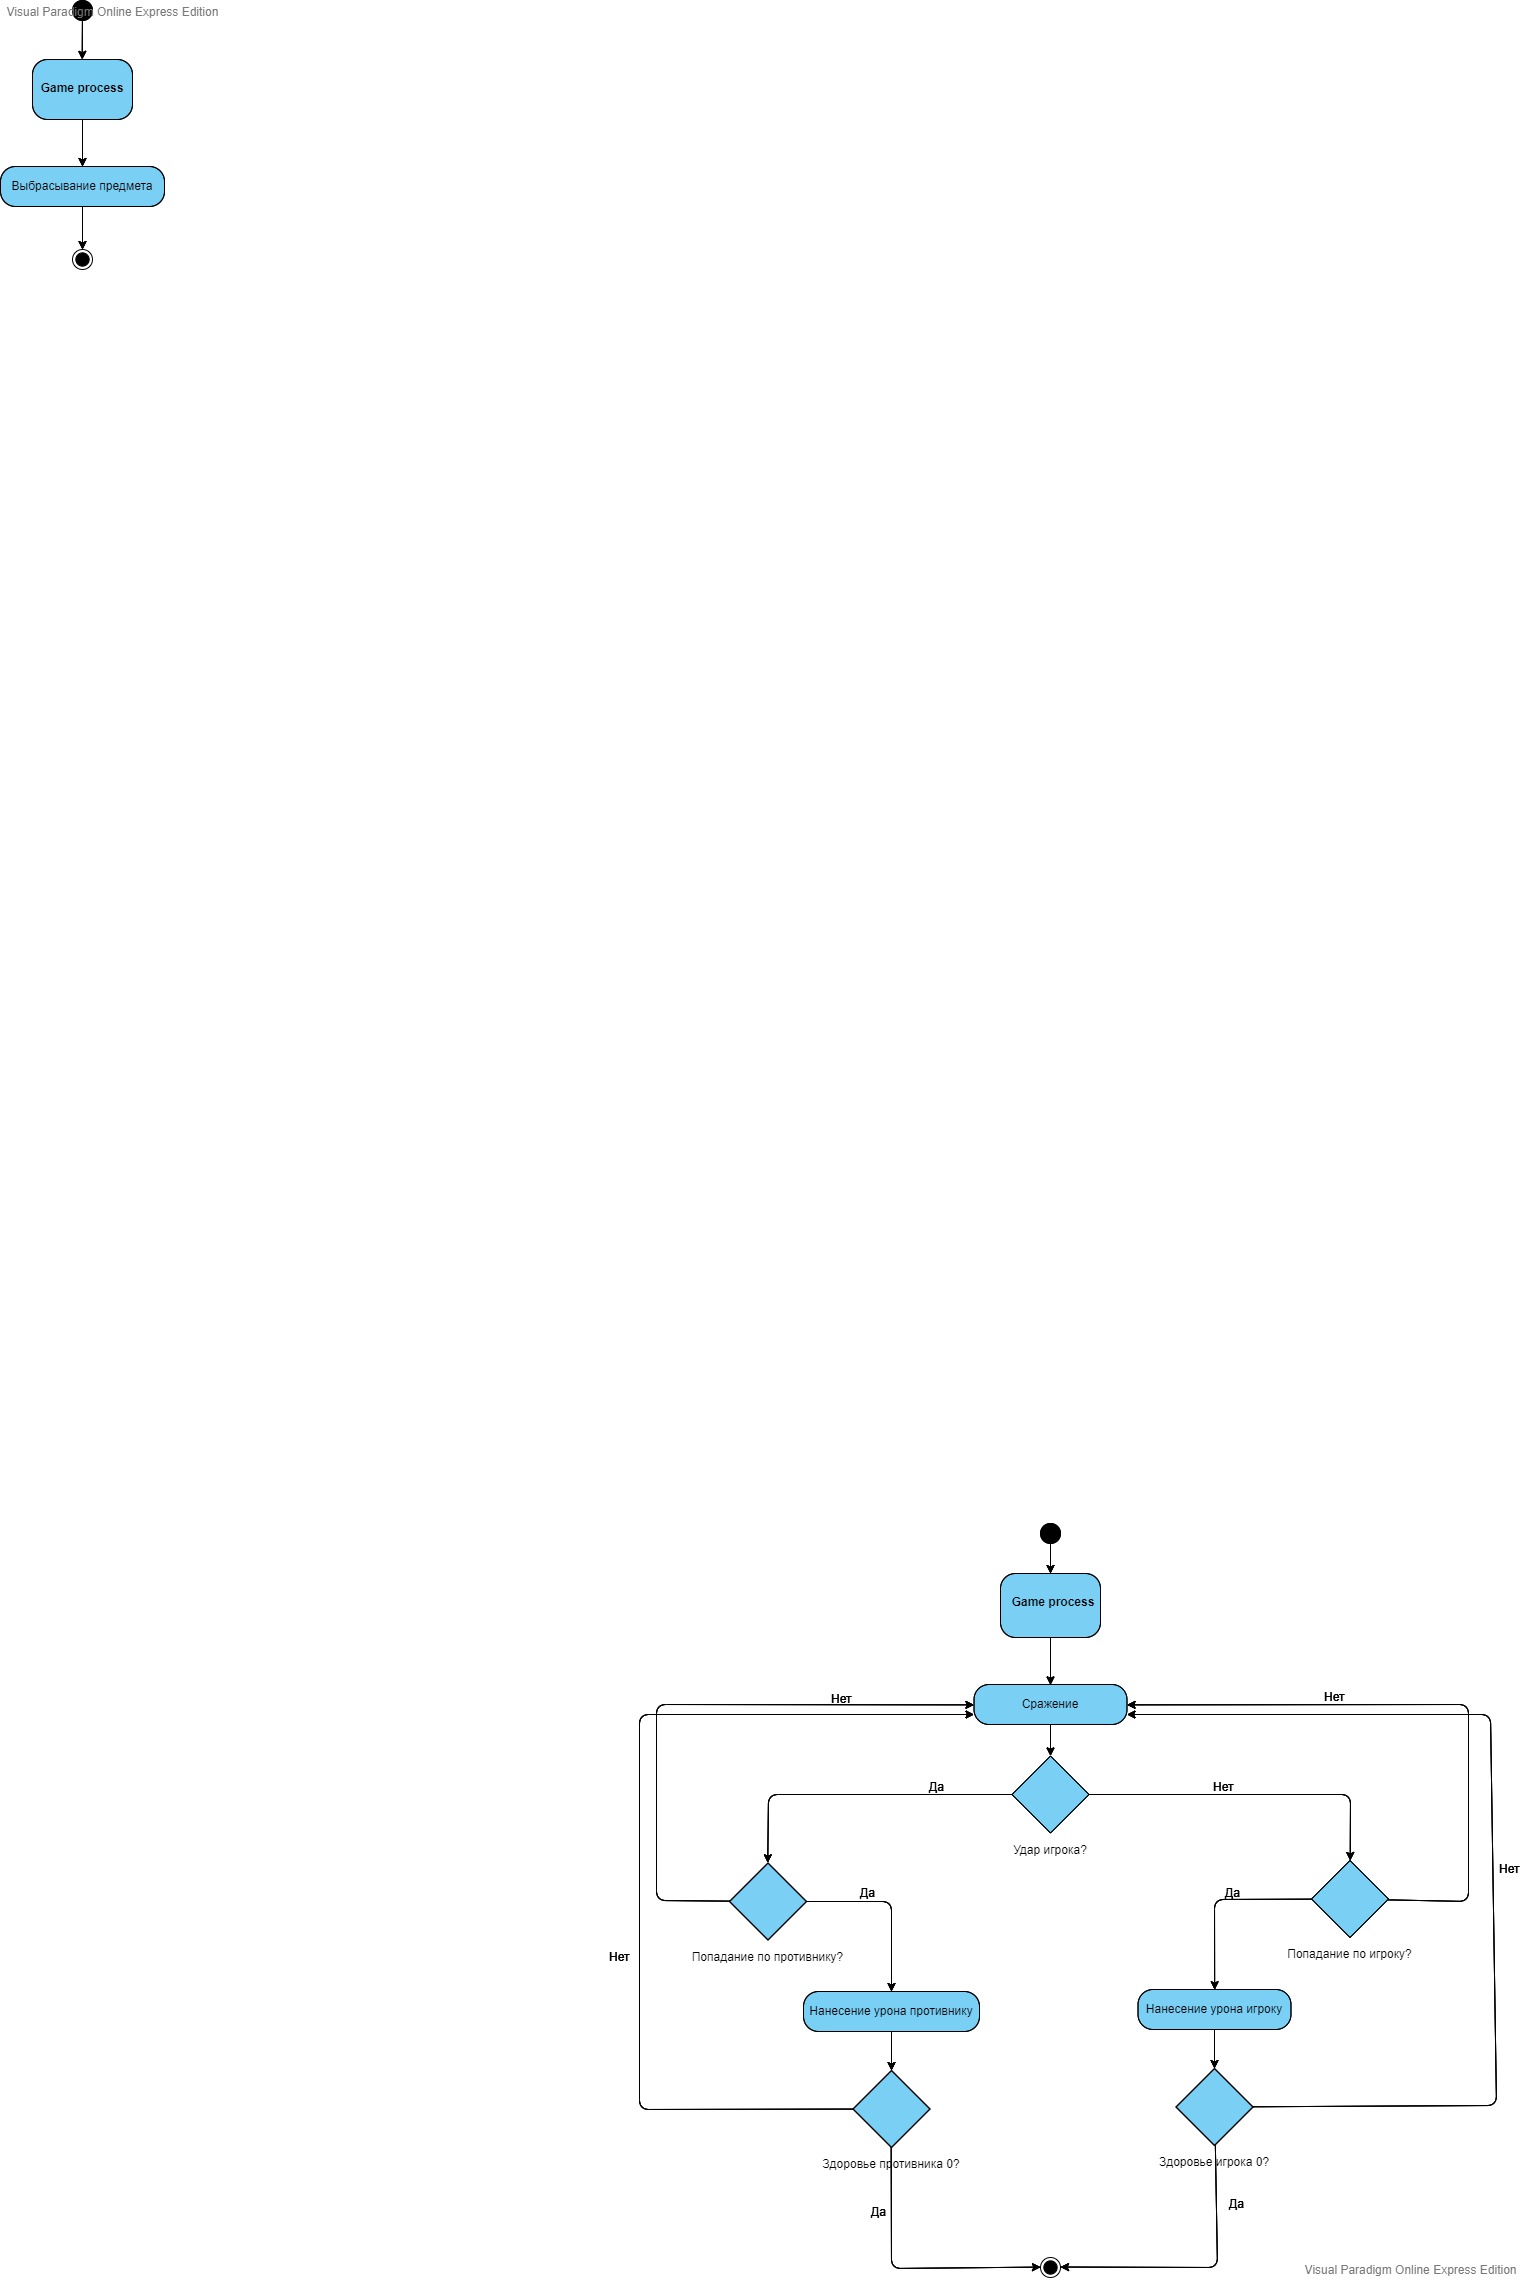 Visual Paradigm Online Express Edition
Game process
Выбрасывание предмета
Game process
Сражение
Нет
Нет
Да
Нет
Удар игрока?
Да
Да
Нет
Нет
Попадание по противнику?
Попадание по игроку?
Нанесение урона противнику
Нанесение урона игроку
Здоровье противника 0?
Здоровье игрока 0?
Да
Да
Visual Paradigm Online Express Edition